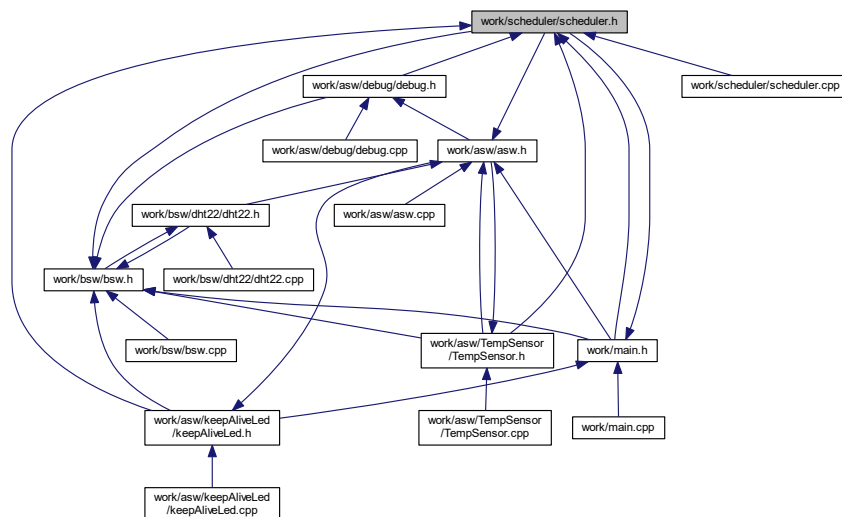 work/scheduler/scheduler.h
work/asw/debug/debug.h
work/scheduler/scheduler.cpp
work/asw/debug/debug.cpp
work/asw/asw.h
work/bsw/dht22/dht22.h
work/asw/asw.cpp
work/bsw/bsw.h
work/bsw/dht22/dht22.cpp
work/bsw/bsw.cpp
work/asw/TempSensor
/TempSensor.h
work/main.h
work/asw/keepAliveLed
/keepAliveLed.h
work/asw/TempSensor
/TempSensor.cpp
work/main.cpp
work/asw/keepAliveLed
/keepAliveLed.cpp